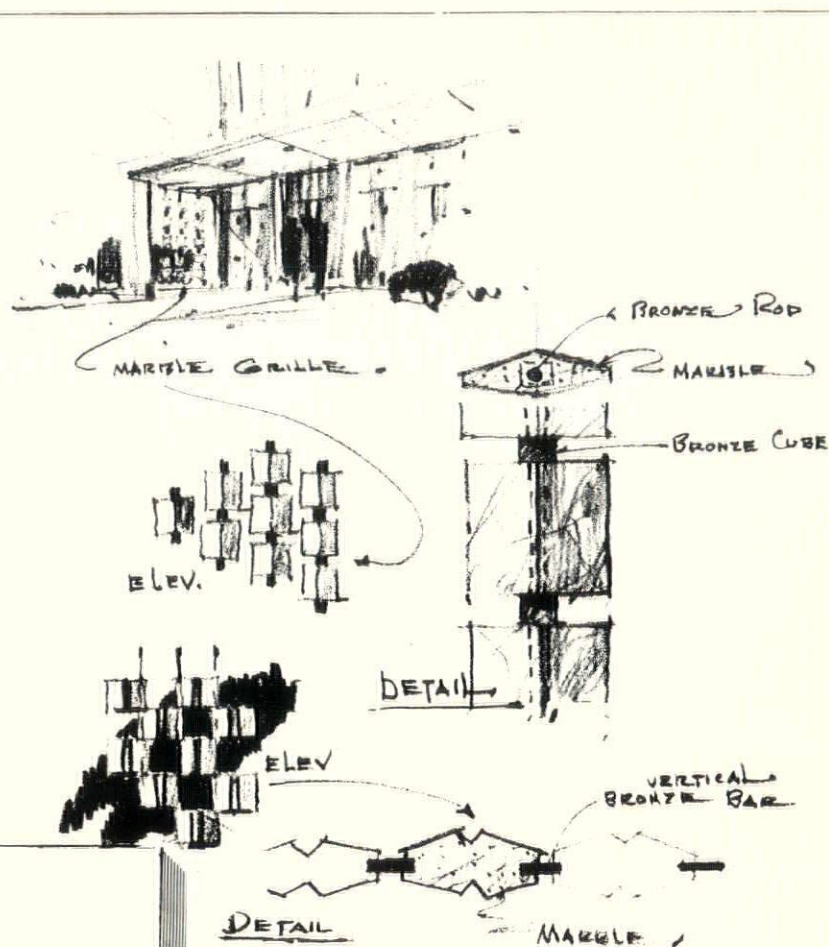 BRONZE ROD
MARBLE GRILLE
MARBLE
BRONZE CUBE
ELEV.
DETAIL
ELEV
VERTICAL
BRONZE BAR
DETAIL
MARBLE